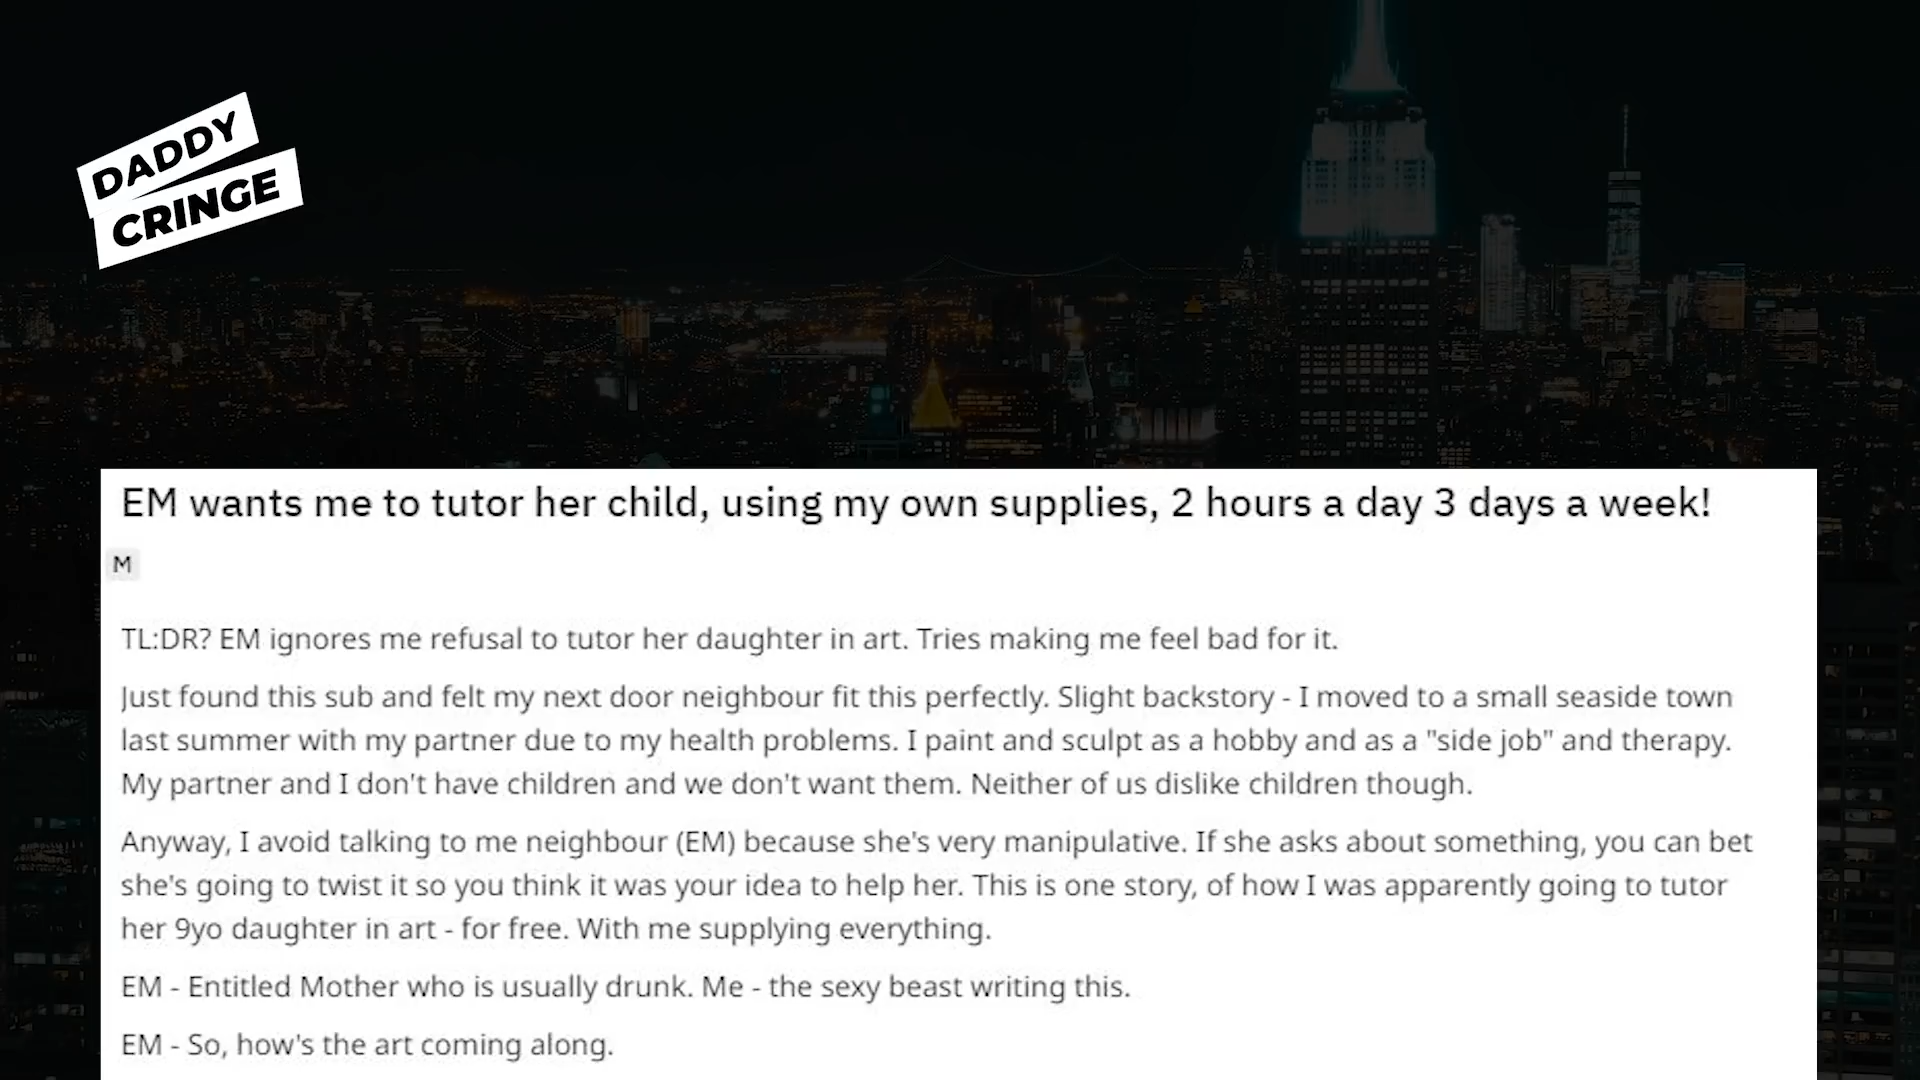 DADDY
CRINGE
EM wants me to tutor her child, using my own supplies, 2 hours a day 3 days a week!
M
TL:DR? EM ignores me refusal to tutor her daughter in art. Tries making me feel bad for it.
Just found this sub and felt my next door neighbour fit this perfectly. Slight backstory - I moved to a small seaside town
last summer with my partner due to my health problems. I paint and sculpt as a hobby and as a "side job" and therapy.
My partner and I don't have children and we don't want them. Neither of us dislike children though.
Anyway, I avoid talking to me neighbour (EM) because she's very manipulative. If she asks about something, you can bet
she's going to twist it so you think it was your idea to help her. This is one story, of how I was apparently going to tutor
her 9yo daughter in art - for free. With me supplying everything.
EM - Entitled Mother who is usually drunk. Me - the sexy beast writing this.
EM - So, how's the art coming along.